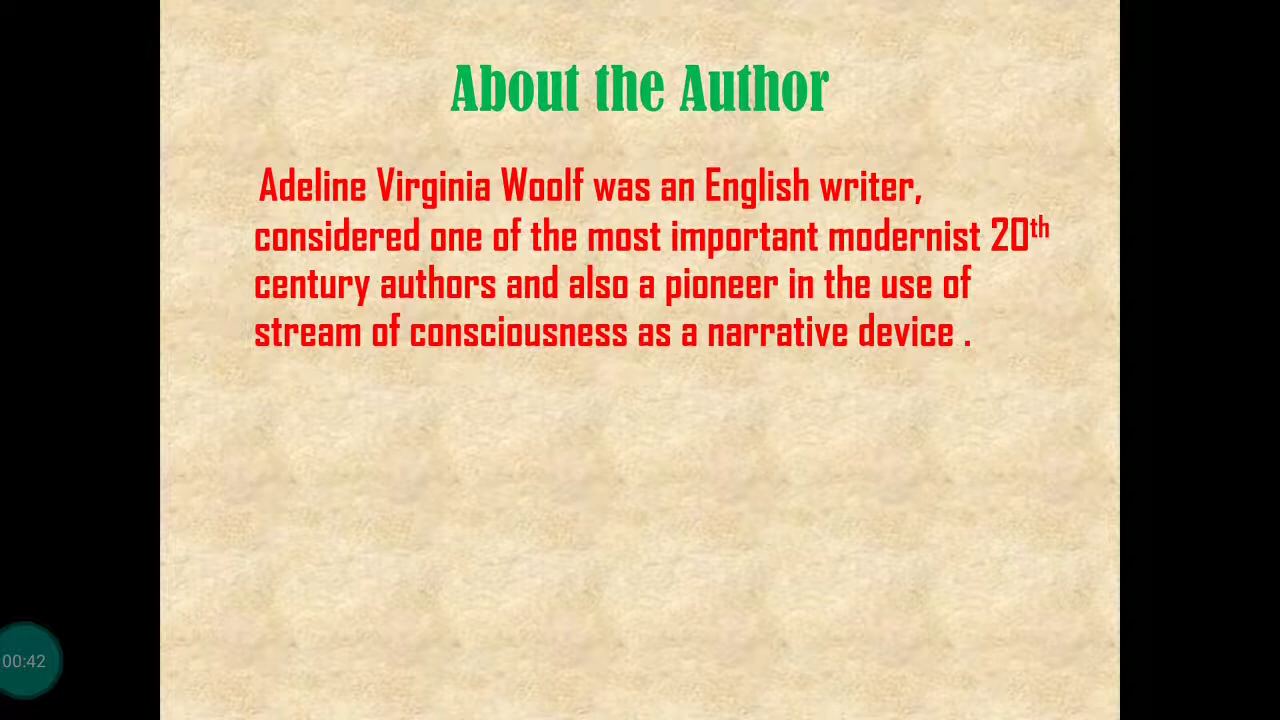 About the Author
Adeline Virginia Woolf was an English writer,
considered one of the most important modernist 20th
century authors and also a pioneer in the use of
stream of consciousness as a narrative device .
00:42